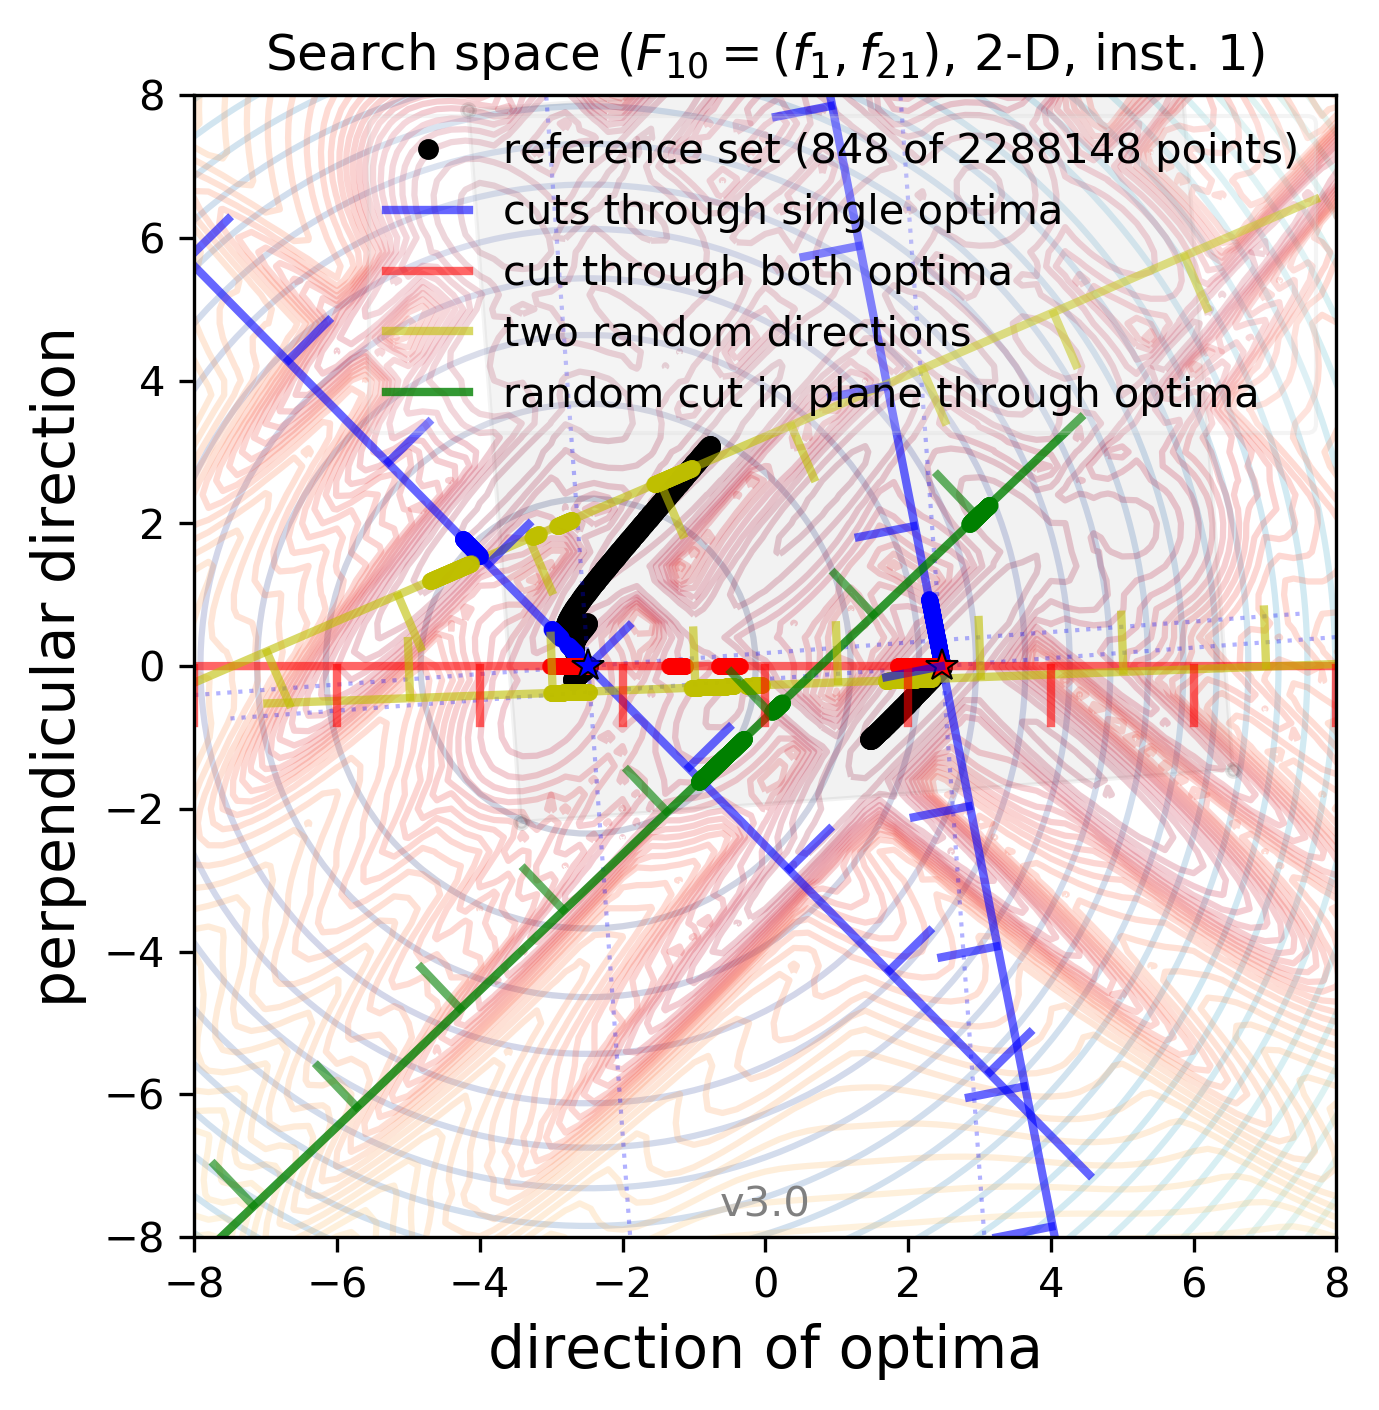 Search space (F10 = (f1, f21), 2-D, inst. 1)
reference set (848 of 2288148 points)
cuts through single optima
cut through both optima
two random directions
random cut in plane through optima
8
6
4
2
0
−2
−4
−6
−8
perpendicular direction
v3.0
−8 −6 −4 −2 0 2 4 6 8
direction of optima